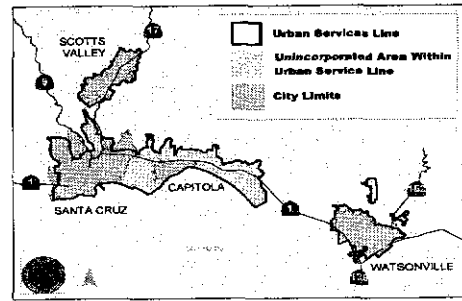 Urban Services Line
Unincorporated Area Within
Urban Service Line
City Limits
SCOTTS
VALLEY
17
9
1
SANTA CRUZ
CAPITOLA
1
WATSONVILLE